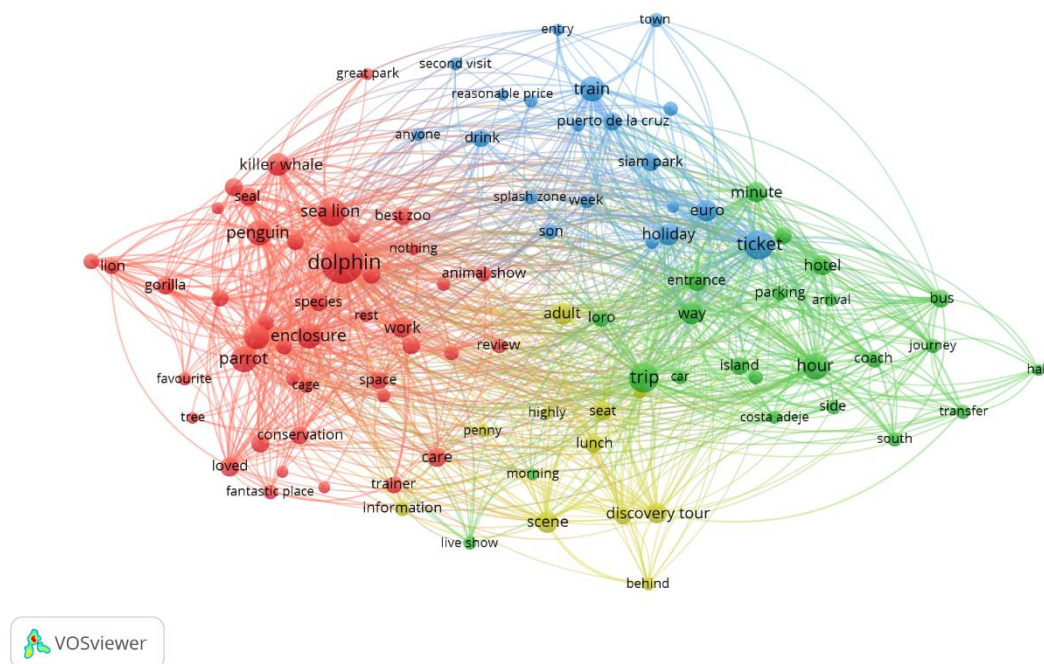 town
entry
second visit
great park
train
reasonable price
puerto de la cruz
anyone
drink
siam park
killer whale
seal
minute
splash zone
week
euro
sea lion
best zoo
penguin
son
holiday
ticket
nothing
dolphin
lion
animal show
hotel
entrance
gorilla
parking
arrival
bus
species
rest
adult
loro
way
enclosure
work
review
journey
parrot
coach
island
hour
car
trip
favourite
cage
space
side
transfer
tree
highly
seat
costa adeje
penny
conservation
south
lunch
loved
care
morning
fantastic place
trainer
information
scene
discovery tour
live show
behind
VOSviewer